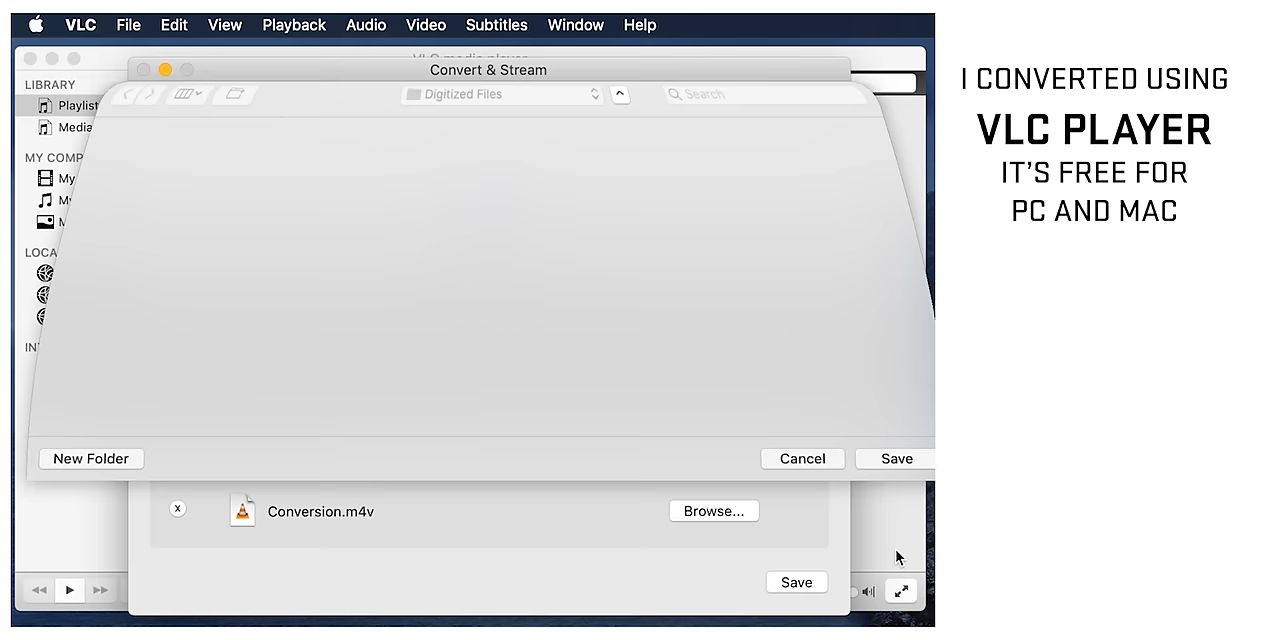 VLC File Edit View Playback Audio Video Subtitles Window Help
Convert & Stream
LIBRARY
Digitized Files
Search
Playlist
Media
MY COMP
My
LOCA
New Folder
Cancel
Save
x
Conversion.m4v
Browse...
Save
I CONVERTED USING
VLC PLAYER
IT'S FREE FOR
PC AND MAC